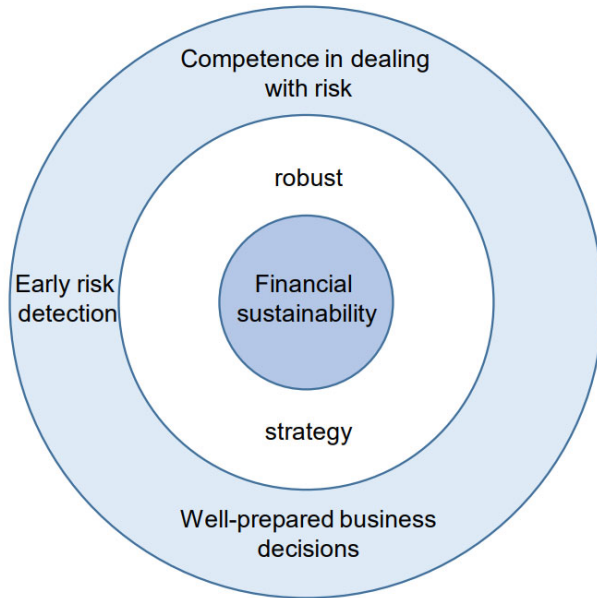 Competence in dealing
with risk
robust
Early risk
detection
Financial
sustainability
strategy
Well-prepared business
decisions